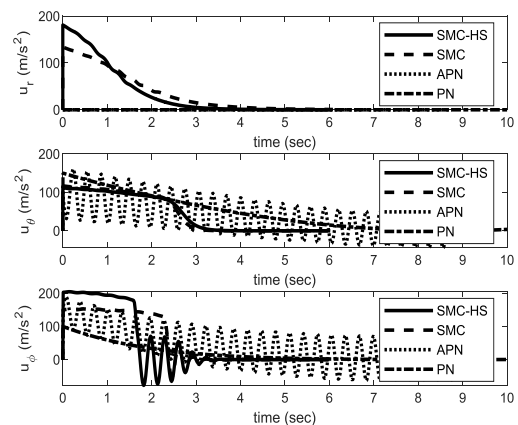 200
100
0
u_r (m/s²)
SMC-HS
SMC
APN
PN
0 1 2 3 4 5 6 7 8 9 10
time (sec)
200
100
0
u_θ (m/s²)
SMC-HS
SMC
APN
PN
0 1 2 3 4 5 6 7 8 9 10
time (sec)
200
100
0
u_ϕ (m/s²)
SMC-HS
SMC
APN
PN
0 1 2 3 4 5 6 7 8 9 10
time (sec)